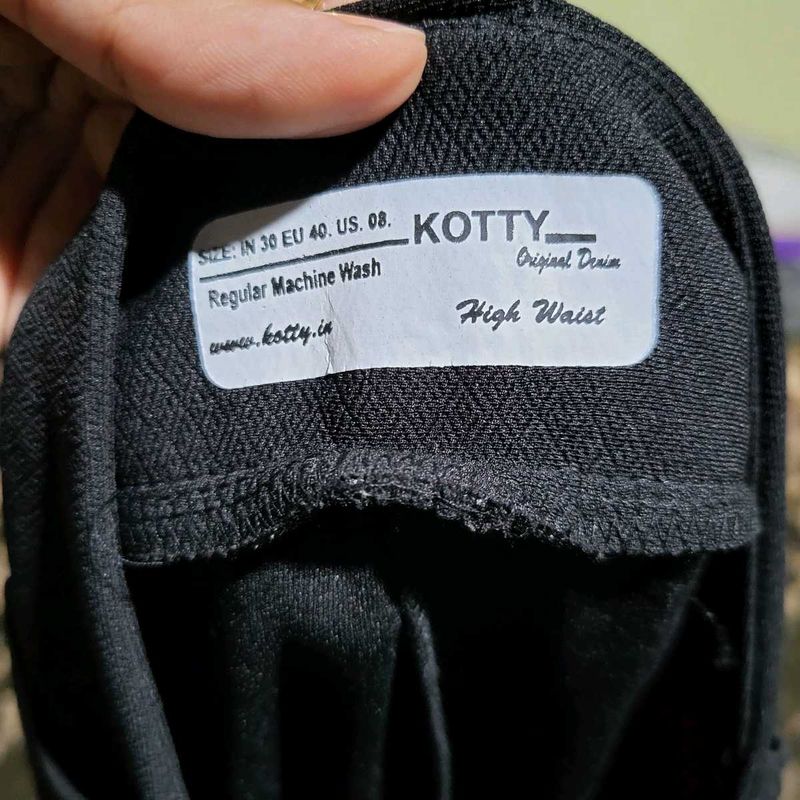 SIZE: IN 30 EU 40. US. 08.
KOTTY
Original Denim
Regular Machine Wash
High Waist
www.kotty.in